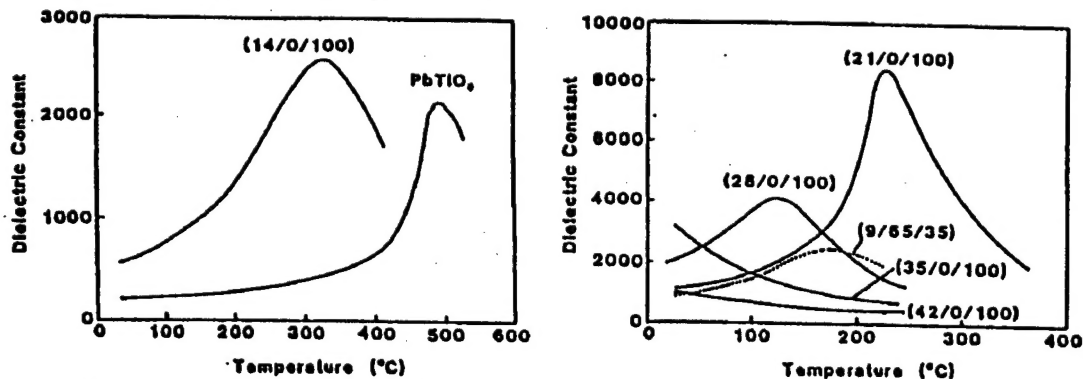 Dielectric Constant
3000
2000
1000
0
(14/0/100)
PbTiO₃
0 100 200 300 400 500 600
Temperature (°C)
Dielectric Constant
10000
8000
6000
4000
2000
0
(21/0/100)
(28/0/100)
(9/65/35)
(35/0/100)
(42/0/100)
0 100 200 300 400
Temperature (°C)